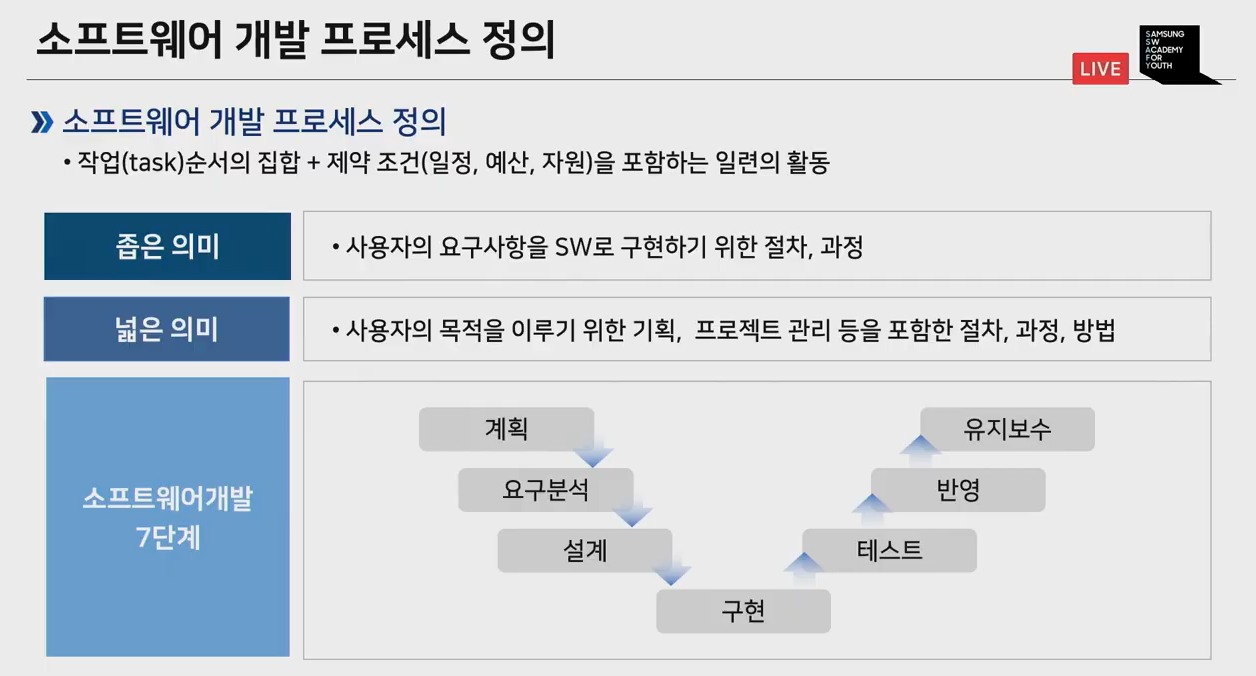 소프트웨어 개발 프로세스 정의
LIVE
SAMSUNG
SW
ACADEMY
FOR
YOUTH
소프트웨어 개발 프로세스 정의
• 작업(task)순서의 집합 + 제약 조건(일정, 예산, 자원)을 포함하는 일련의 활동
좁은 의미
• 사용자의 요구사항을 SW로 구현하기 위한 절차, 과정
넓은 의미
• 사용자의 목적을 이루기 위한 기획, 프로젝트 관리 등을 포함한 절차, 과정, 방법
소프트웨어개발
7단계
계획
요구분석
설계
구현
테스트
반영
유지보수